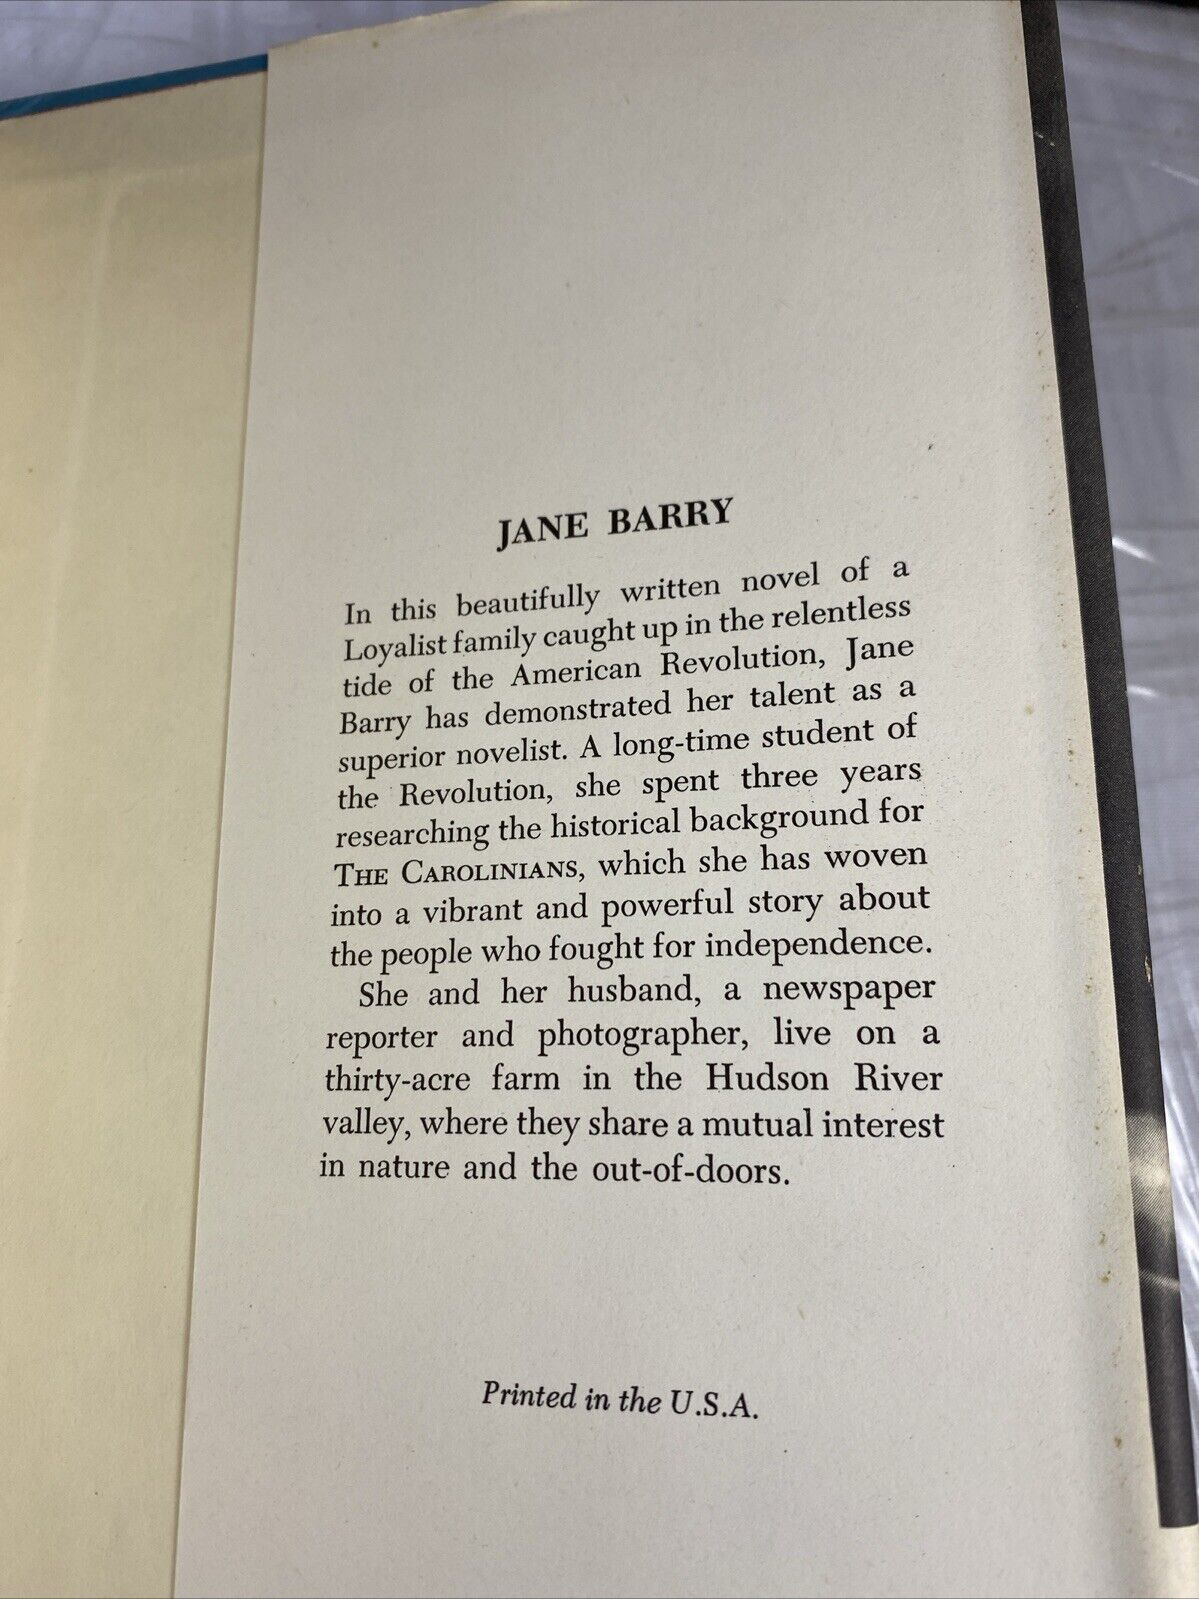 JANE BARRY
In this beautifully written novel of a
Loyalist family caught up in the relentless
tide of the American Revolution, Jane
Barry has demonstrated her talent as a
superior novelist. A long-time student of
the Revolution, she spent three years
researching the historical background for
THE CAROLINIANS, which she has woven
into a vibrant and powerful story about
the people who fought for independence.
She and her husband, a newspaper
reporter and photographer, live on a
thirty-acre farm in the Hudson River
valley, where they share a mutual interest
in nature and the out-of-doors.
Printed in the U.S.A.